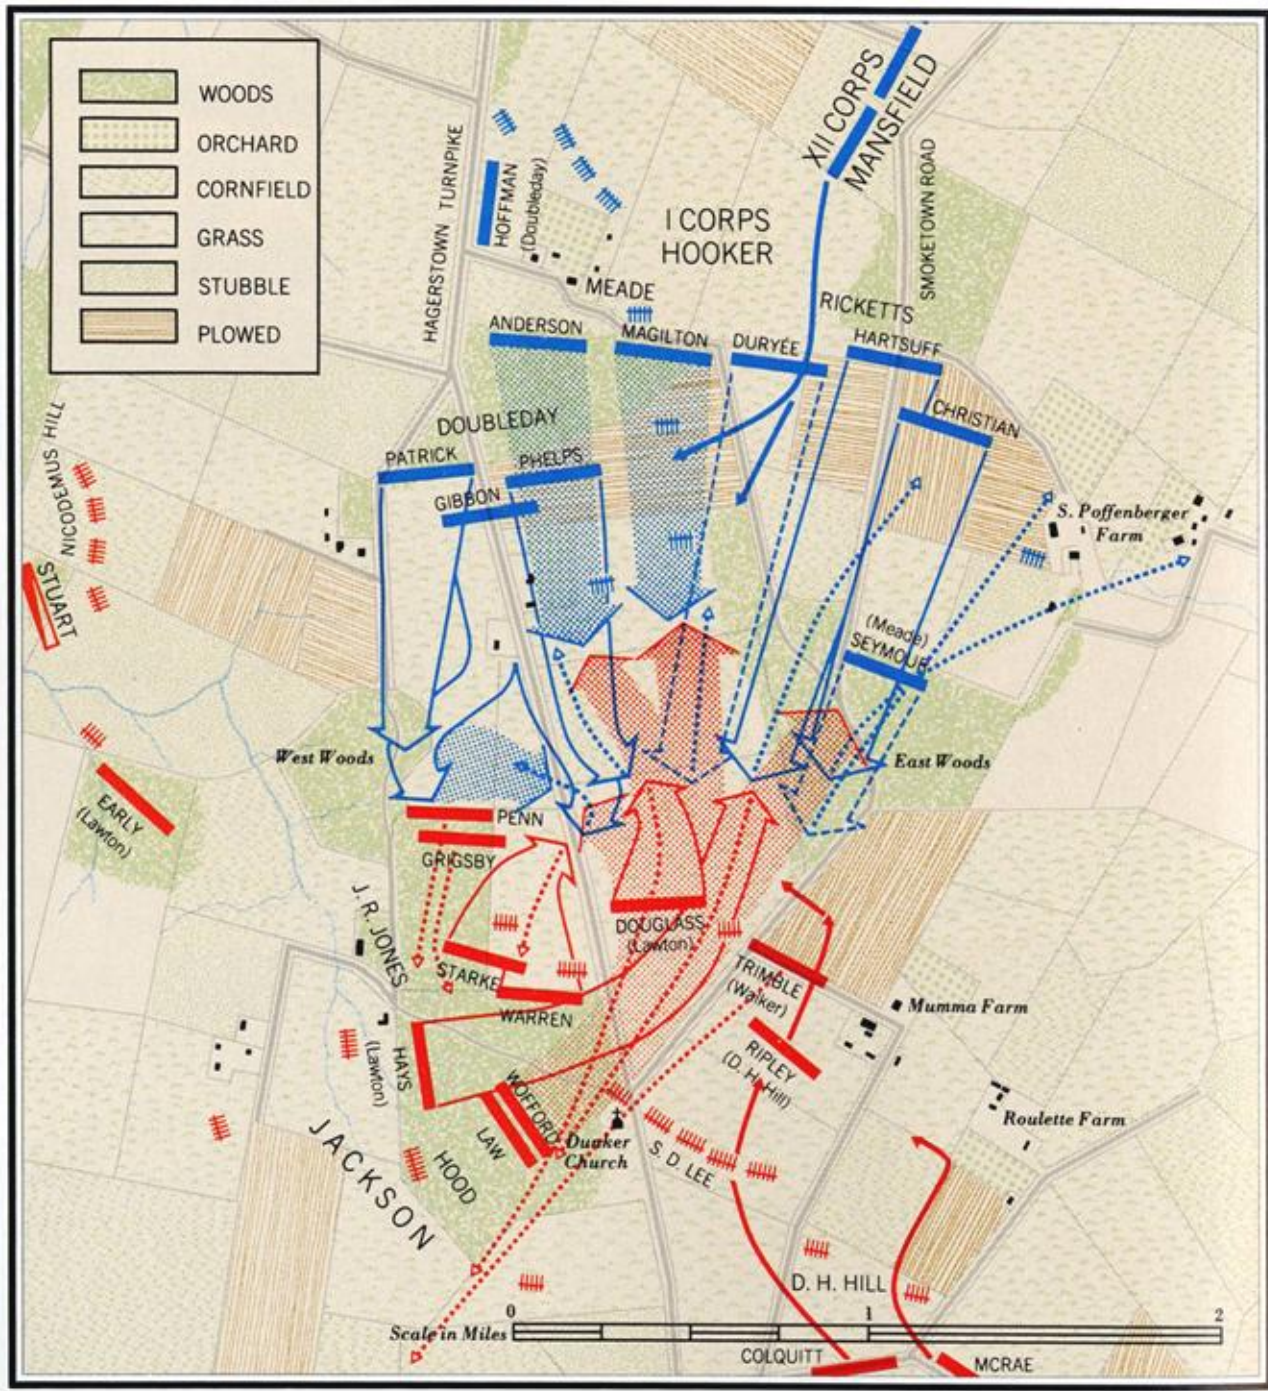 WOODS
ORCHARD
CORNFIELD
GRASS
STUBBLE
PLOWED
XII CORPS
MANSFIELD
HAGERSTOWN TURNPIKE
HOFFMAN
(Doubleday)
I CORPS
HOOKER
SMOKETOWN ROAD
MEADE
RICKETTS
ANDERSON
MAGILTON
DURYÉE
HARTSUFF
CHRISTIAN
DOUBLEDAY
PATRICK
PHELPS
GIBBON
NICODEMUS HILL
STUART
S. Poffenberger
Farm
(Meade)
SEYMOUR
West Woods
East Woods
EARLY
(Lawton)
PENN
GRIGSBY
J. R. JONES
DOUGLASS
(Lawton)
STARKE
WARREN
TRIMBLE
(Walker)
Mumma Farm
HAYS
(Lawton)
RIPLEY
(D. H. Hill)
WOFFORD
LAW
HOOD
JACKSON
Dunker
Church
S. D. LEE
Roulette Farm
D. H. HILL
0 1 2
Scale in Miles
COLQUITT
MCRAE